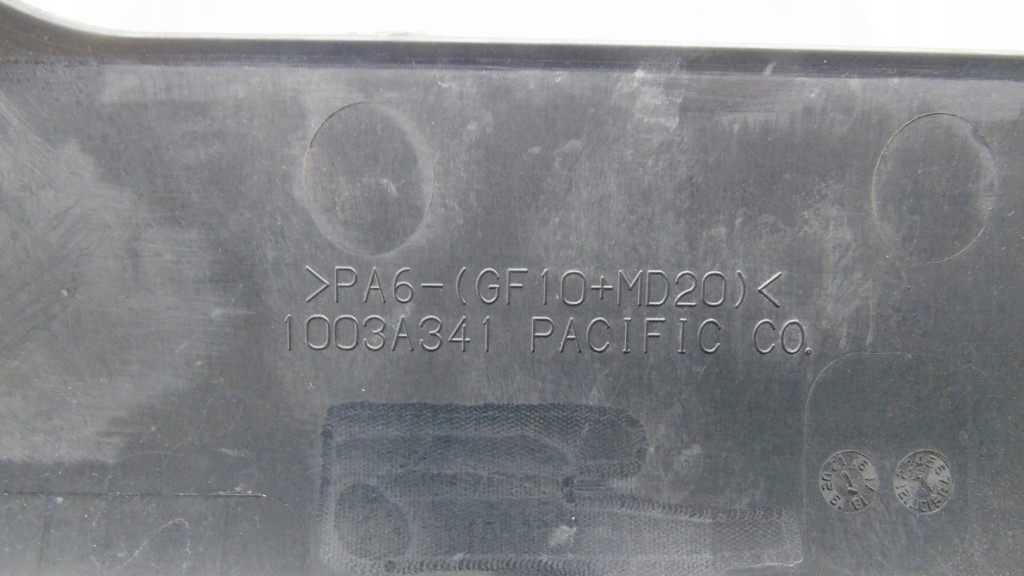 >PA6-(GF10+MD20)<
1003A341 PACIFIC CO.